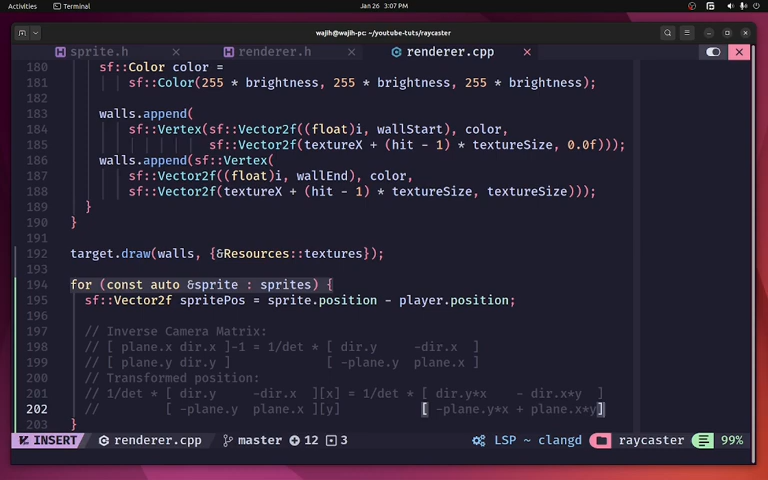 Activities Terminal Jan 26 3:07 PM
wajih@wajih-pc:~/youtube-tuts/raycaster
sprite.h × renderer.h × renderer.cpp ×
180 sf::Color color =
181 sf::Color(255 * brightness, 255 * brightness, 255 * brightness);
182
183 walls.append(
184 sf::Vertex(sf::Vector2f((float)i, wallStart), color,
185 sf::Vector2f(textureX + (hit - 1) * textureSize, 0.0f)));
186 walls.append(sf::Vertex(
187 sf::Vector2f((float)i, wallEnd), color,
188 sf::Vector2f(textureX + (hit - 1) * textureSize, textureSize)));
189 }
190 }
191
192 target.draw(walls, {&Resources::textures});
193
194 for (const auto &sprite : sprites) {
195 sf::Vector2f spritePos = sprite.position - player.position;
196
197 // Inverse Camera Matrix:
198 // [ plane.x dir.x ]-1 = 1/det * [ dir.y -dir.x ]
199 // [ plane.y dir.y ] [ -plane.y plane.x ]
200 // Transformed position:
201 // 1/det * [ dir.y -dir.x ][x] = 1/det * [ dir.y*x - dir.x*y ]
202 // [ -plane.y plane.x ][y] [ -plane.y*x + plane.x*y]
203 }
INSERT renderer.cpp master 12 3 LSP ~ clangd raycaster 99%